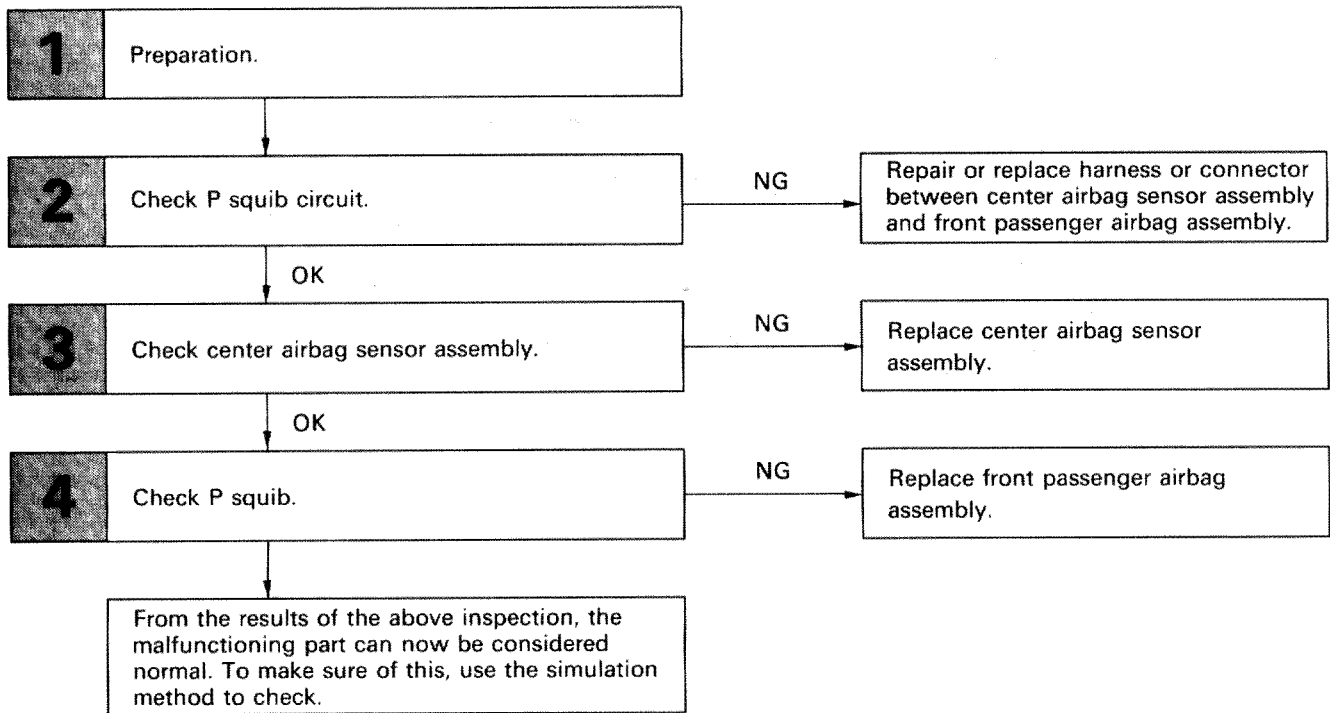 1
Preparation.
2
Check P squib circuit.
NG
Repair or replace harness or connector
between center airbag sensor assembly
and front passenger airbag assembly.
OK
3
Check center airbag sensor assembly.
NG
Replace center airbag sensor
assembly.
OK
4
Check P squib.
NG
Replace front passenger airbag
assembly.
From the results of the above inspection, the
malfunctioning part can now be considered
normal. To make sure of this, use the simulation
method to check.